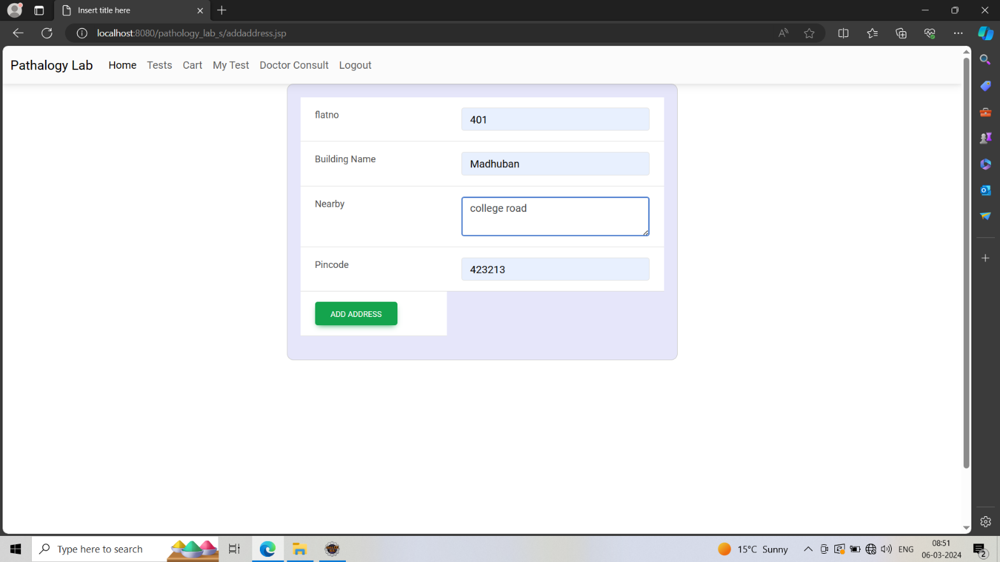 Insert title here
localhost:8080/pathology_lab_s/addaddress.jsp
Pathalogy Lab Home Tests Cart My Test Doctor Consult Logout
flatno 401
Building Name Madhuban
Nearby college road
Pincode 423213
ADD ADDRESS
Type here to search
15°C Sunny
ENG
08:51
06-03-2024
2